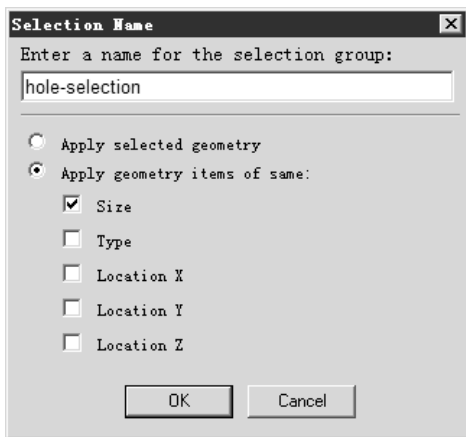 Selection Name
Enter a name for the selection group:
hole-selection
Apply selected geometry
Apply geometry items of same:
Size
Type
Location X
Location Y
Location Z
OK Cancel